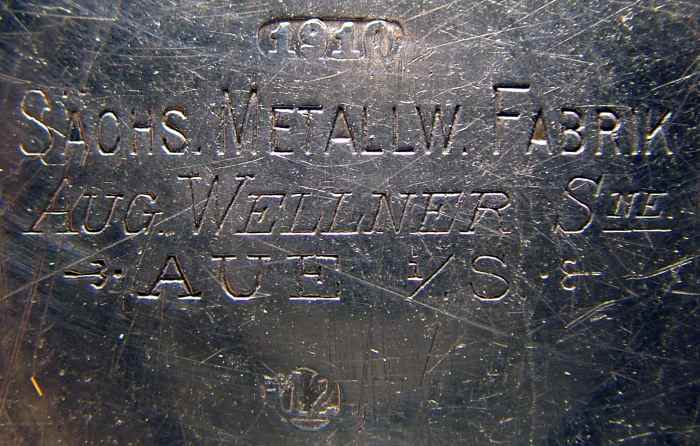 1910
SÄCHS. METALLW. FABRIK
AUG. WELLNER SNE.
AUE i/S
12